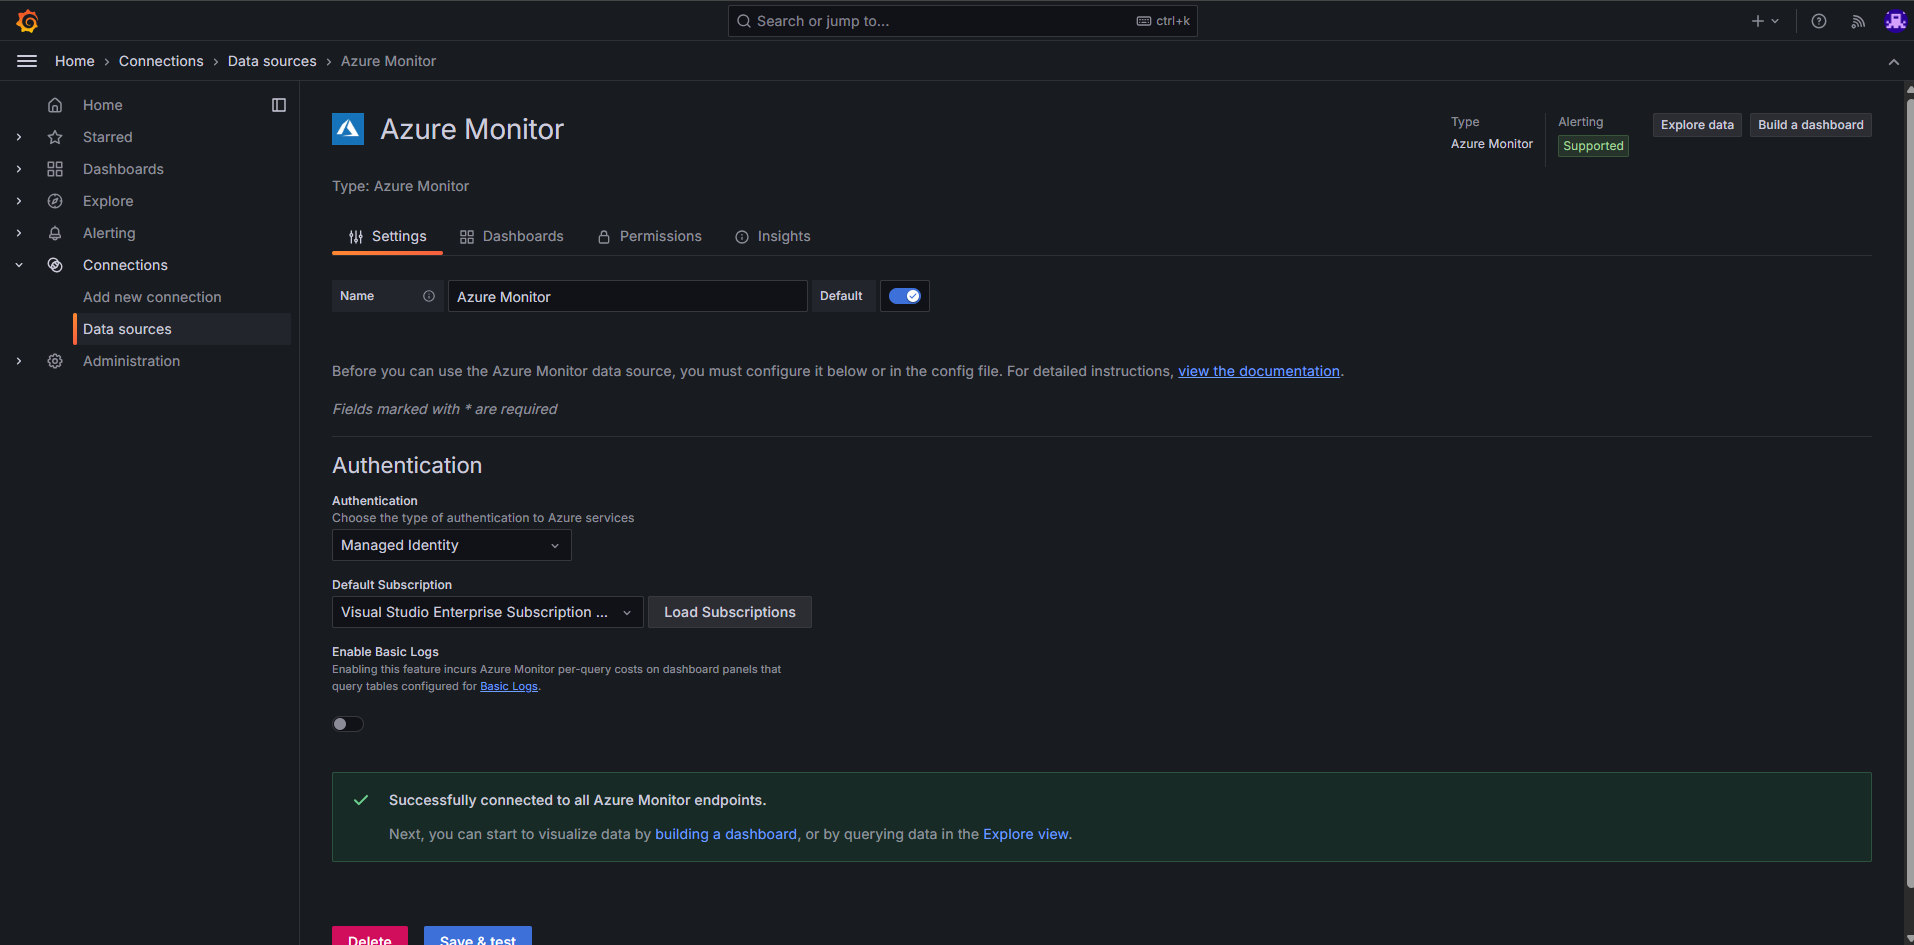 Search or jump to...
ctrl+k
Home › Connections › Data sources › Azure Monitor
Home
Starred
Dashboards
Explore
Alerting
Connections
Add new connection
Data sources
Administration
Azure Monitor
Type
Azure Monitor
Alerting
Supported
Explore data
Build a dashboard
Type: Azure Monitor
Settings
Dashboards
Permissions
Insights
Name
Azure Monitor
Default
Before you can use the Azure Monitor data source, you must configure it below or in the config file. For detailed instructions, view the documentation.
Fields marked with * are required
Authentication
Authentication
Choose the type of authentication to Azure services
Managed Identity
Default Subscription
Visual Studio Enterprise Subscription ...
Load Subscriptions
Enable Basic Logs
Enabling this feature incurs Azure Monitor per-query costs on dashboard panels that
query tables configured for Basic Logs.
Successfully connected to all Azure Monitor endpoints.
Next, you can start to visualize data by building a dashboard, or by querying data in the Explore view.
Delete
Save & test